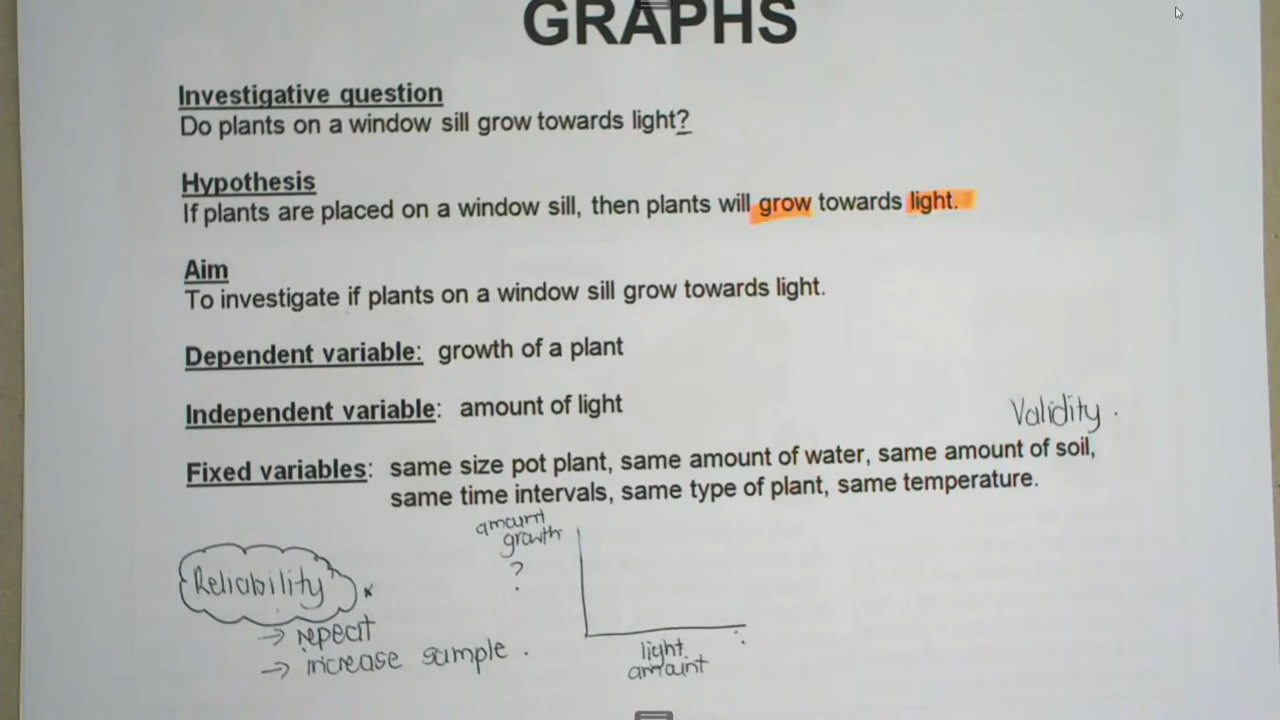 GRAPHS
Investigative question
Do plants on a window sill grow towards light?
Hypothesis
If plants are placed on a window sill, then plants will grow towards light.
Aim
To investigate if plants on a window sill grow towards light.
Dependent variable: growth of a plant
Independent variable: amount of light
Validity.
Fixed variables: same size pot plant, same amount of water, same amount of soil,
same time intervals, same type of plant, same temperature.
amount
growth
?
Reliability
→ repeat
→ increase sample.
light
amount